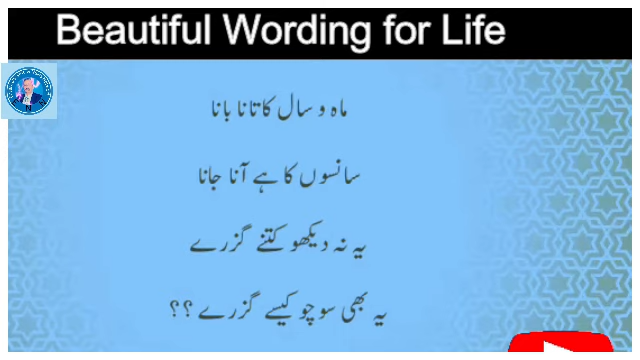 Beautiful Wording for Life
ماہ و سال کا تانا بانا
سانسوں کا ہے آنا جانا
یہ نہ دیکھو کتنے گزرے
یہ بھی سوچو کیسے گزرے ؟؟